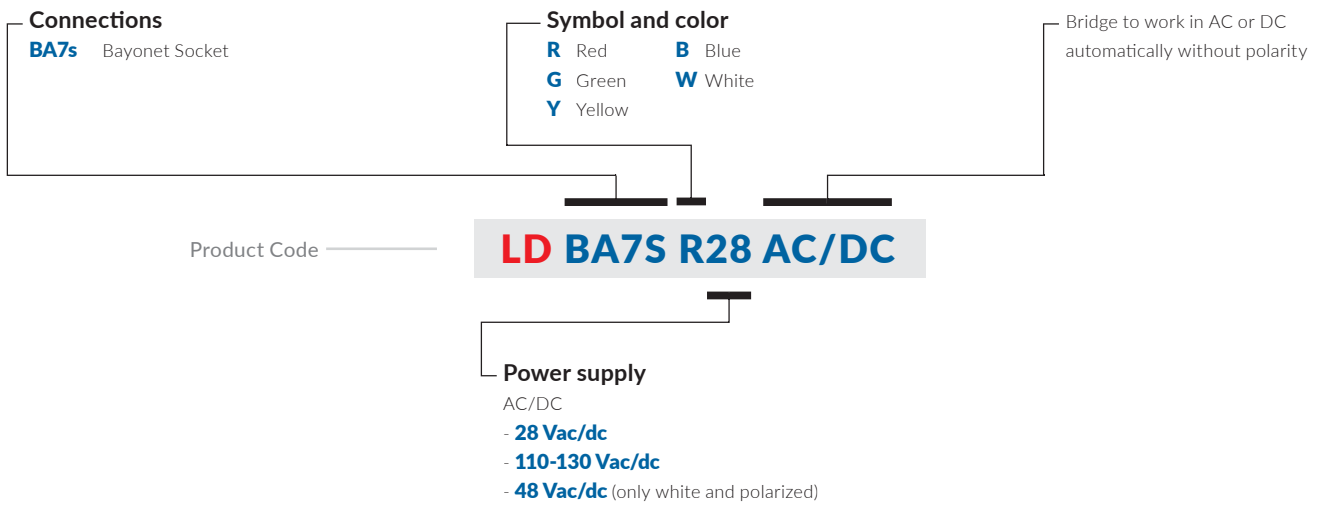 Connections
BA7s Bayonet Socket
Symbol and color
R Red B Blue
G Green W White
Y Yellow
Bridge to work in AC or DC
automatically without polarity
Product Code
LD BA7S R28 AC/DC
Power supply
AC/DC
- 28 Vac/dc
- 110-130 Vac/dc
- 48 Vac/dc (only white and polarized)